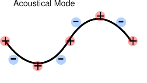 Acoustical Mode
− −
+ + +
− −
+